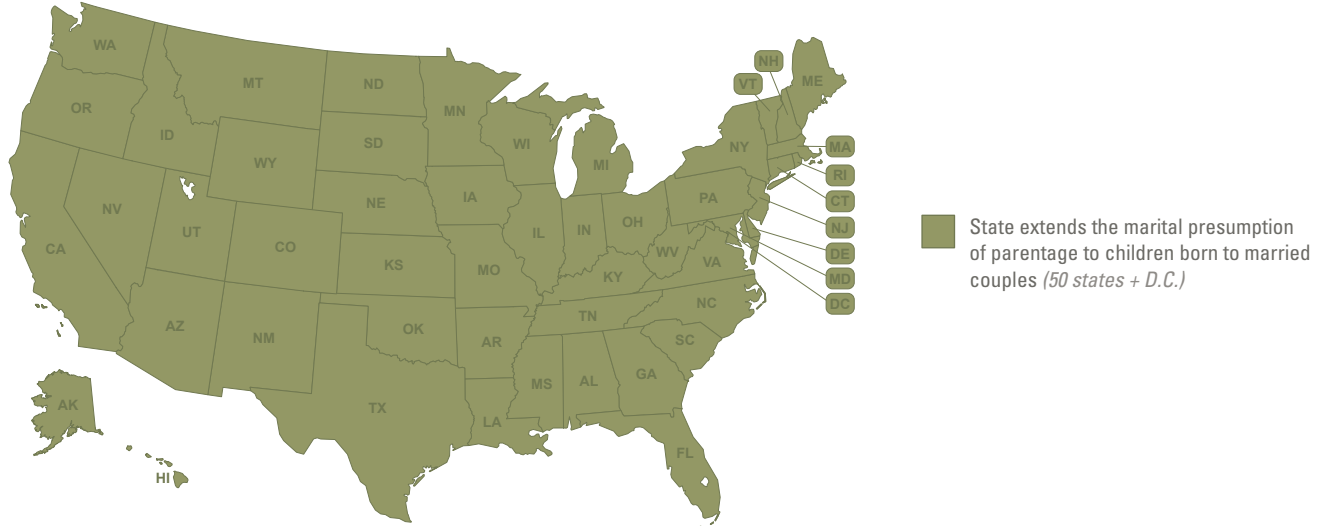 WA
OR
CA
NV
ID
MT
WY
UT
AZ
CO
NM
ND
SD
NE
KS
OK
TX
MN
IA
MO
AR
LA
WI
IL
MI
IN
OH
KY
TN
MS
AL
GA
FL
SC
NC
VA
WV
PA
NY
VT
NH
ME
MA
RI
CT
NJ
DE
MD
DC
AK
HI
State extends the marital presumption
of parentage to children born to married
couples (50 states + D.C.)